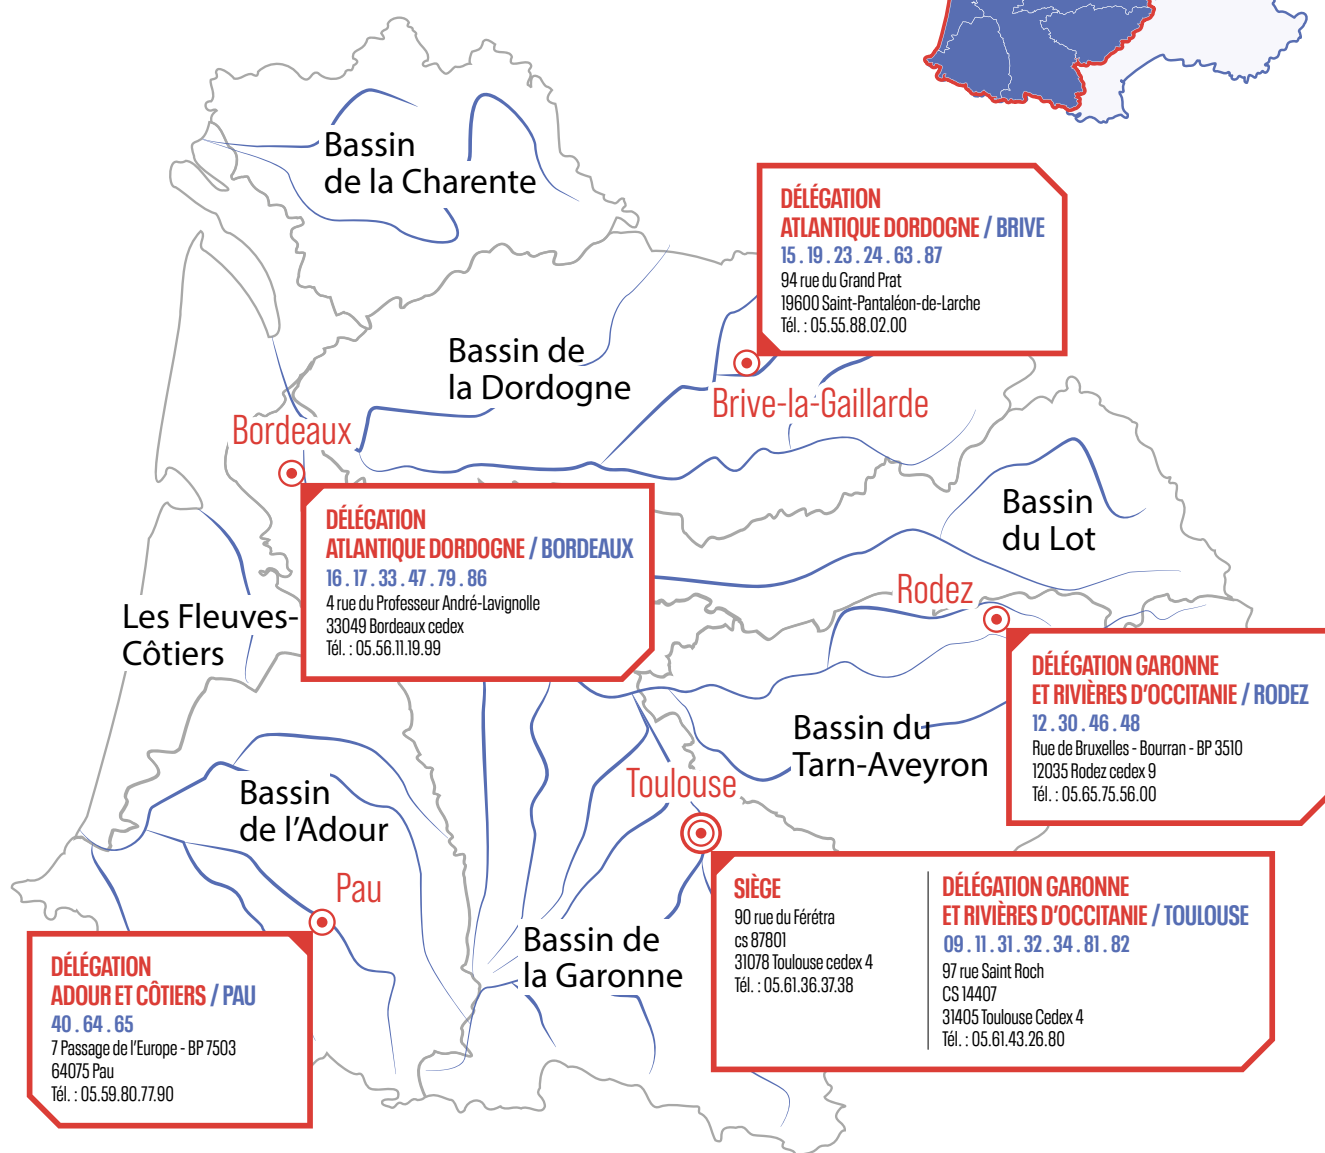 Bassin
de la Charente
DÉLÉGATION
ATLANTIQUE DORDOGNE / BRIVE
15 . 19 . 23 . 24 . 63 . 87
94 rue du Grand Prat
19600 Saint-Pantaléon-de-Larche
Tél. : 05.55.88.02.00
Bassin de
la Dordogne
Brive-la-Gaillarde
Bordeaux
DÉLÉGATION
ATLANTIQUE DORDOGNE / BORDEAUX
16 . 17 . 33 . 47 . 79 . 86
4 rue du Professeur André-Lavignolle
33049 Bordeaux cedex
Tél. : 05.56.11.19.99
Bassin
du Lot
Rodez
Les Fleuves-
Côtiers
DÉLÉGATION GARONNE
ET RIVIÈRES D'OCCITANIE / RODEZ
12 . 30 . 46 . 48
Rue de Bruxelles - Bourran - BP 3510
12035 Rodez cedex 9
Tél. : 05.65.75.56.00
Bassin du
Tarn-Aveyron
Toulouse
Bassin
de l'Adour
Pau
SIÈGE
90 rue du Férétra
cs 87801
31078 Toulouse cedex 4
Tél. : 05.61.36.37.38
DÉLÉGATION GARONNE
ET RIVIÈRES D'OCCITANIE / TOULOUSE
09 . 11 . 31 . 32 . 34 . 81 . 82
97 rue Saint Roch
CS 14407
31405 Toulouse Cedex 4
Tél. : 05.61.43.26.80
Bassin de
la Garonne
DÉLÉGATION
ADOUR ET CÔTIERS / PAU
40 . 64 . 65
7 Passage de l'Europe - BP 7503
64075 Pau
Tél. : 05.59.80.77.90